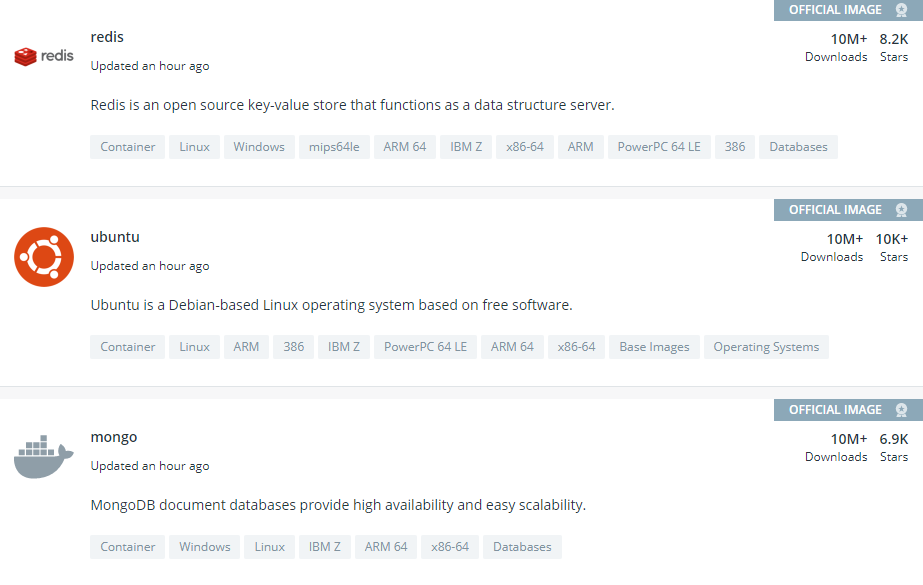 OFFICIAL IMAGE
redis
redis
10M+ 8.2K
Updated an hour ago
Downloads Stars
Redis is an open source key-value store that functions as a data structure server.
Container Linux Windows mips64le ARM 64 IBM Z x86-64 ARM PowerPC 64 LE 386 Databases
OFFICIAL IMAGE
ubuntu
10M+ 10K+
Updated an hour ago
Downloads Stars
Ubuntu is a Debian-based Linux operating system based on free software.
Container Linux ARM 386 IBM Z PowerPC 64 LE ARM 64 x86-64 Base Images Operating Systems
OFFICIAL IMAGE
mongo
10M+ 6.9K
Updated an hour ago
Downloads Stars
MongoDB document databases provide high availability and easy scalability.
Container Windows Linux IBM Z ARM 64 x86-64 Databases